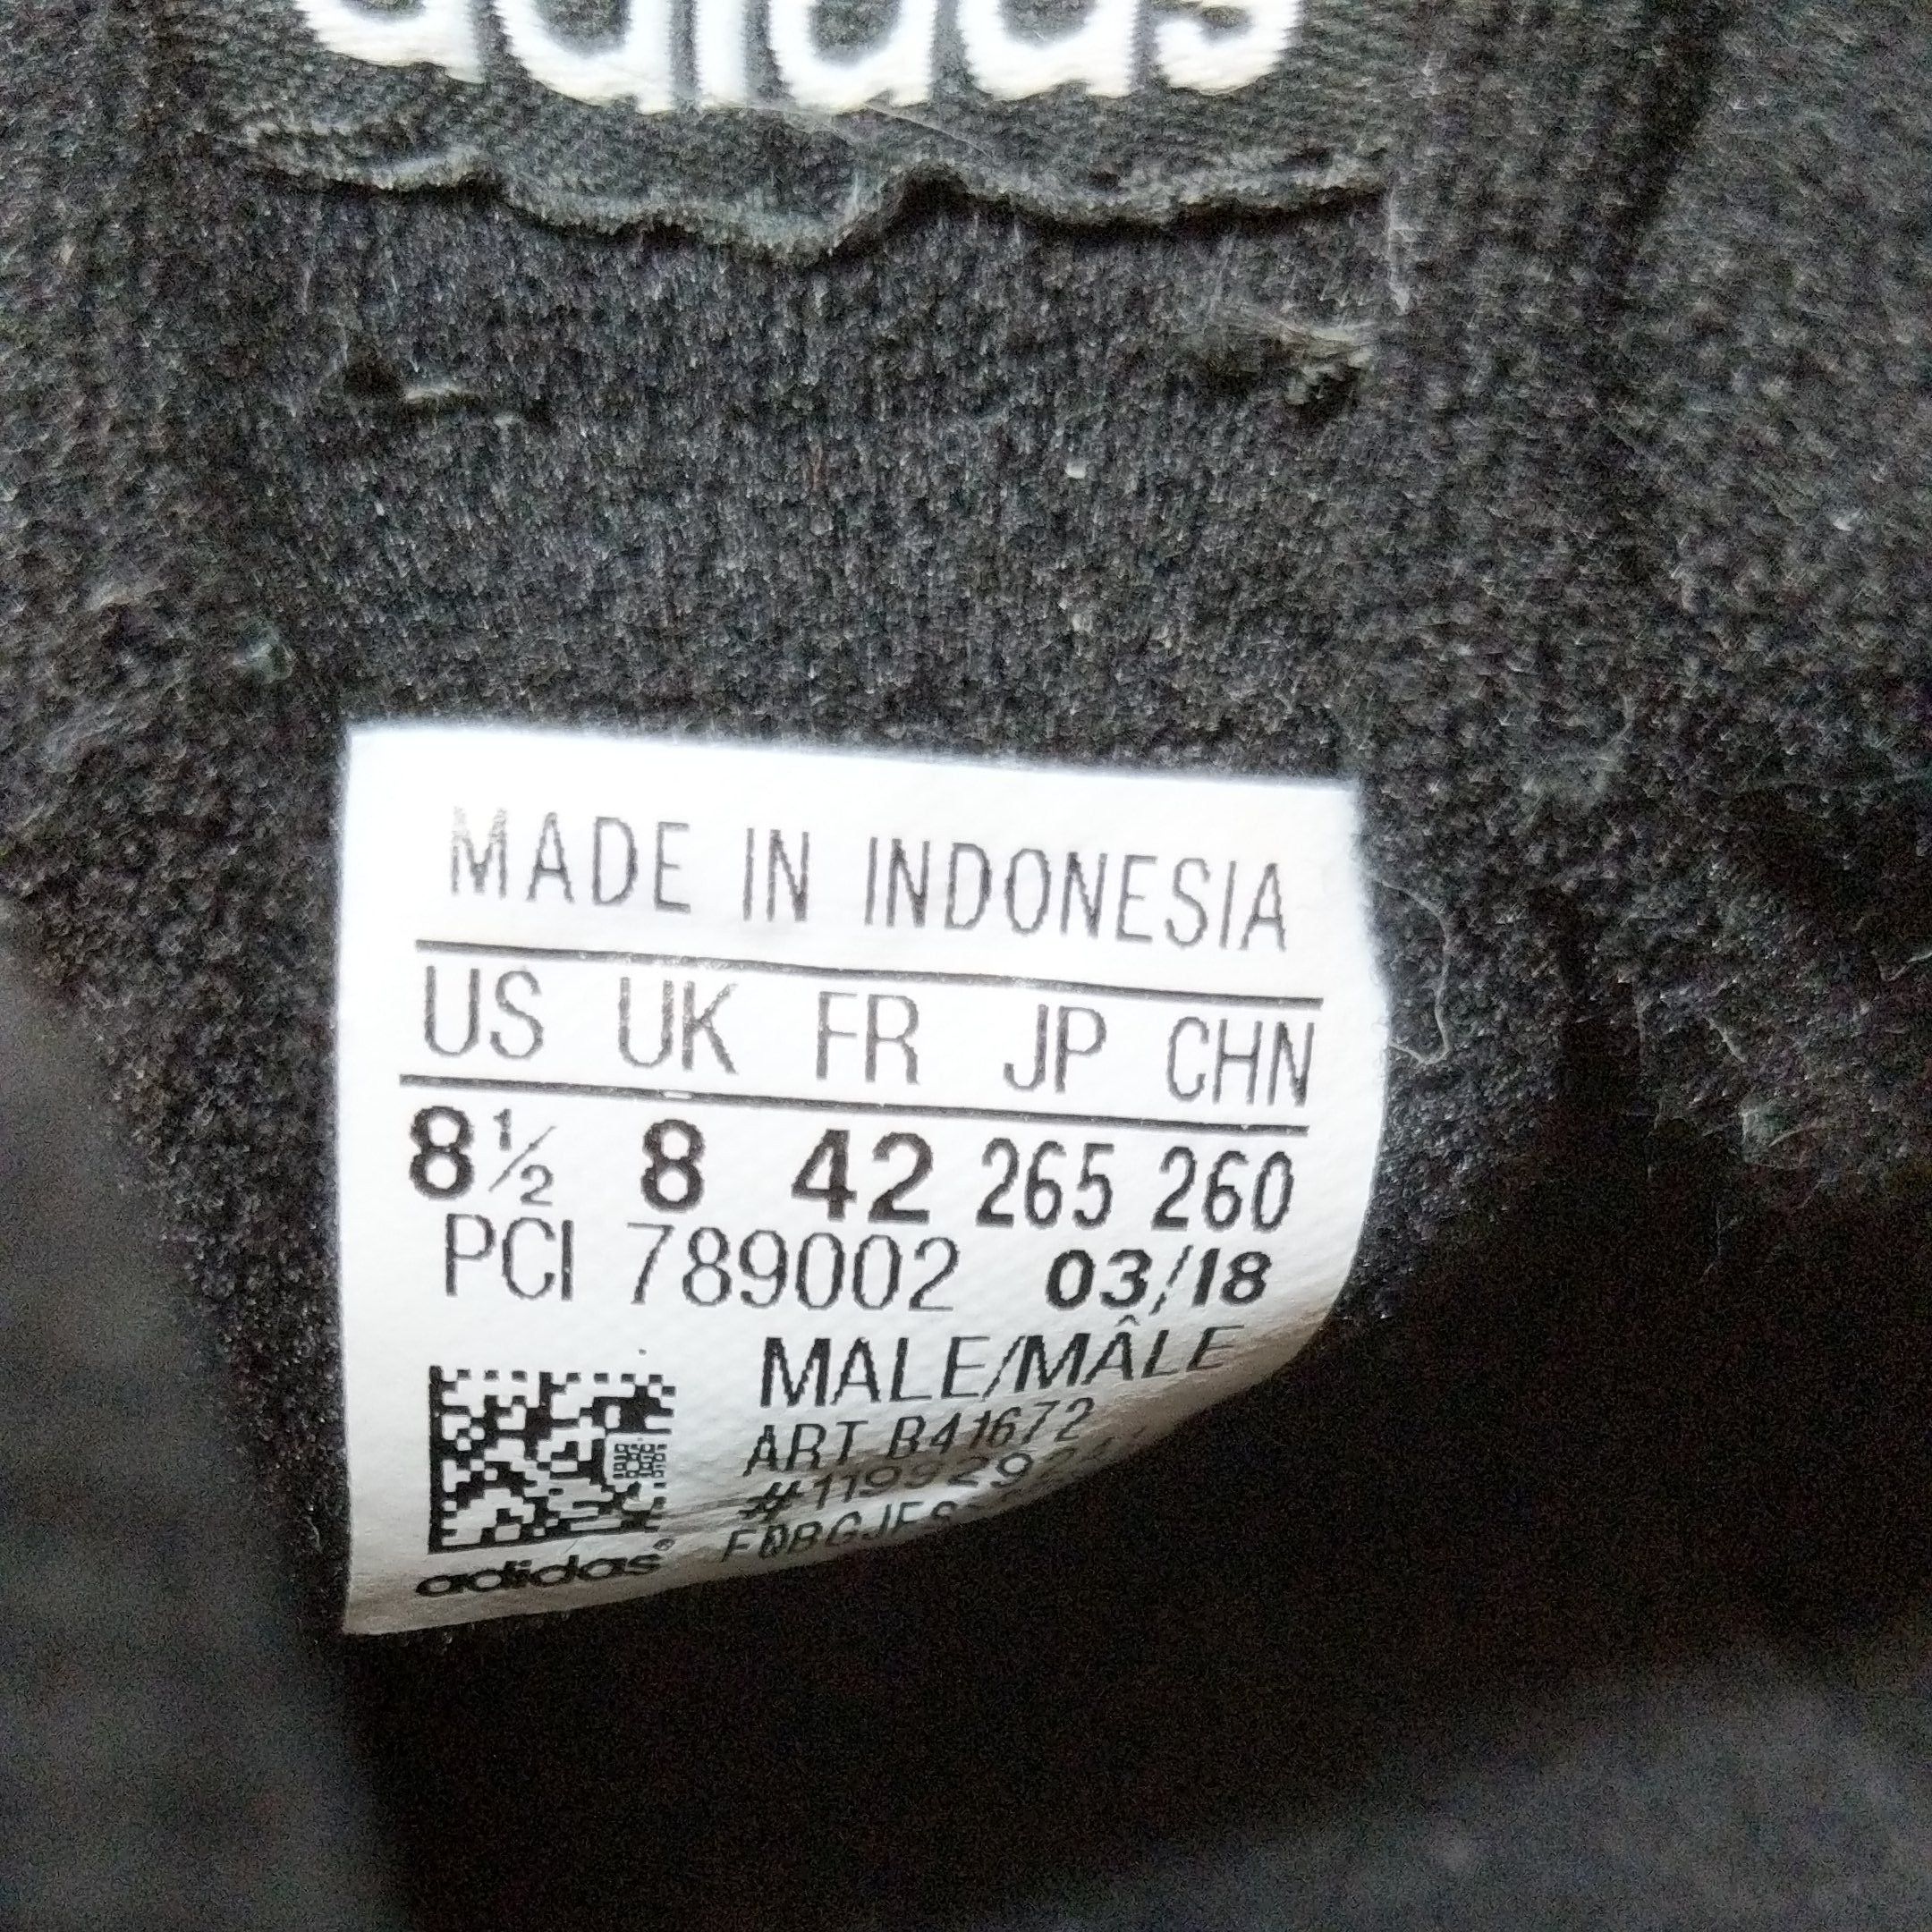 adidas
MADE IN INDONESIA
US UK FR JP CHN
8½ 8 42 265 260
PCI 789002 03/18
MALE/MÂLE
ART B41672
adidas®